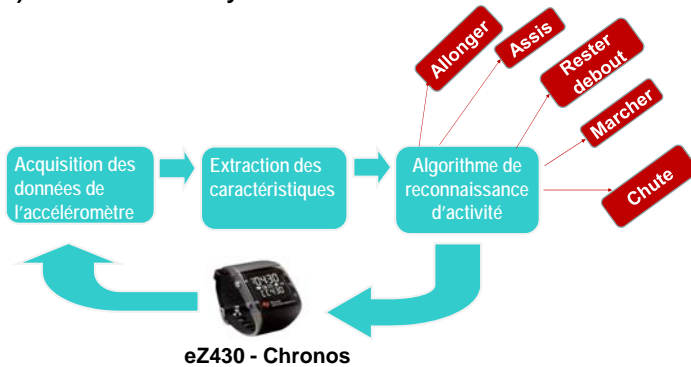 Allonger
Assis
Rester
debout
Marcher
Chute
Acquisition des
données de
l'accéléromètre
Extraction des
caractéristiques
Algorithme de
reconnaissance
d'activité
eZ430 - Chronos